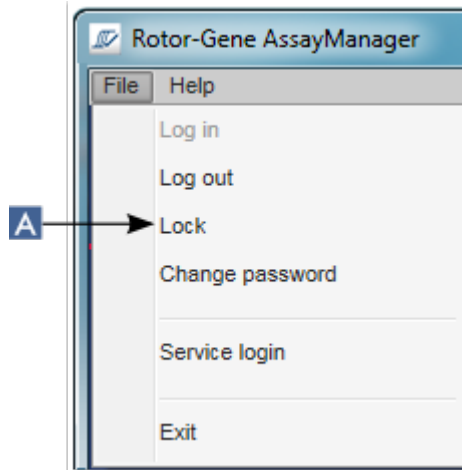 Rotor-Gene AssayManager
File Help
Log in
Log out
A Lock
Change password
Service login
Exit